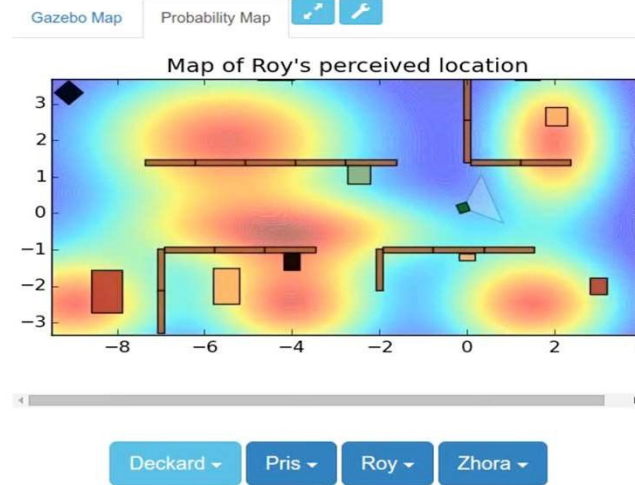 Gazebo Map Probability Map
Map of Roy's perceived location
3
2
1
0
−1
−2
−3
−8 −6 −4 −2 0 2
Deckard Pris Roy Zhora